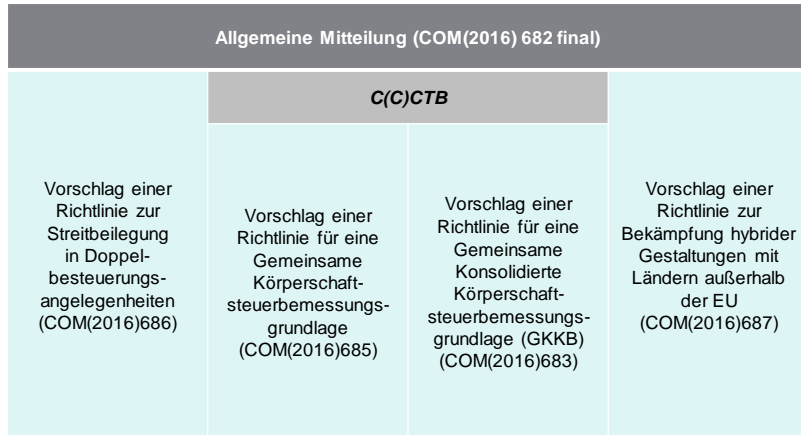 Allgemeine Mitteilung (COM(2016) 682 final)
C(C)CTB
Vorschlag einer
Richtlinie zur
Streitbeilegung
in Doppel-
besteuerungs-
angelegenheiten
(COM(2016)686)
Vorschlag einer
Richtlinie für eine
Gemeinsame
Körperschaft-
steuerbemessungs-
grundlage
(COM(2016)685)
Vorschlag einer
Richtlinie für eine
Gemeinsame
Konsolidierte
Körperschaft-
steuerbemessungs-
grundlage (GKKB)
(COM(2016)683)
Vorschlag einer
Richtlinie zur
Bekämpfung hybrider
Gestaltungen mit
Ländern außerhalb
der EU
(COM(2016)687)